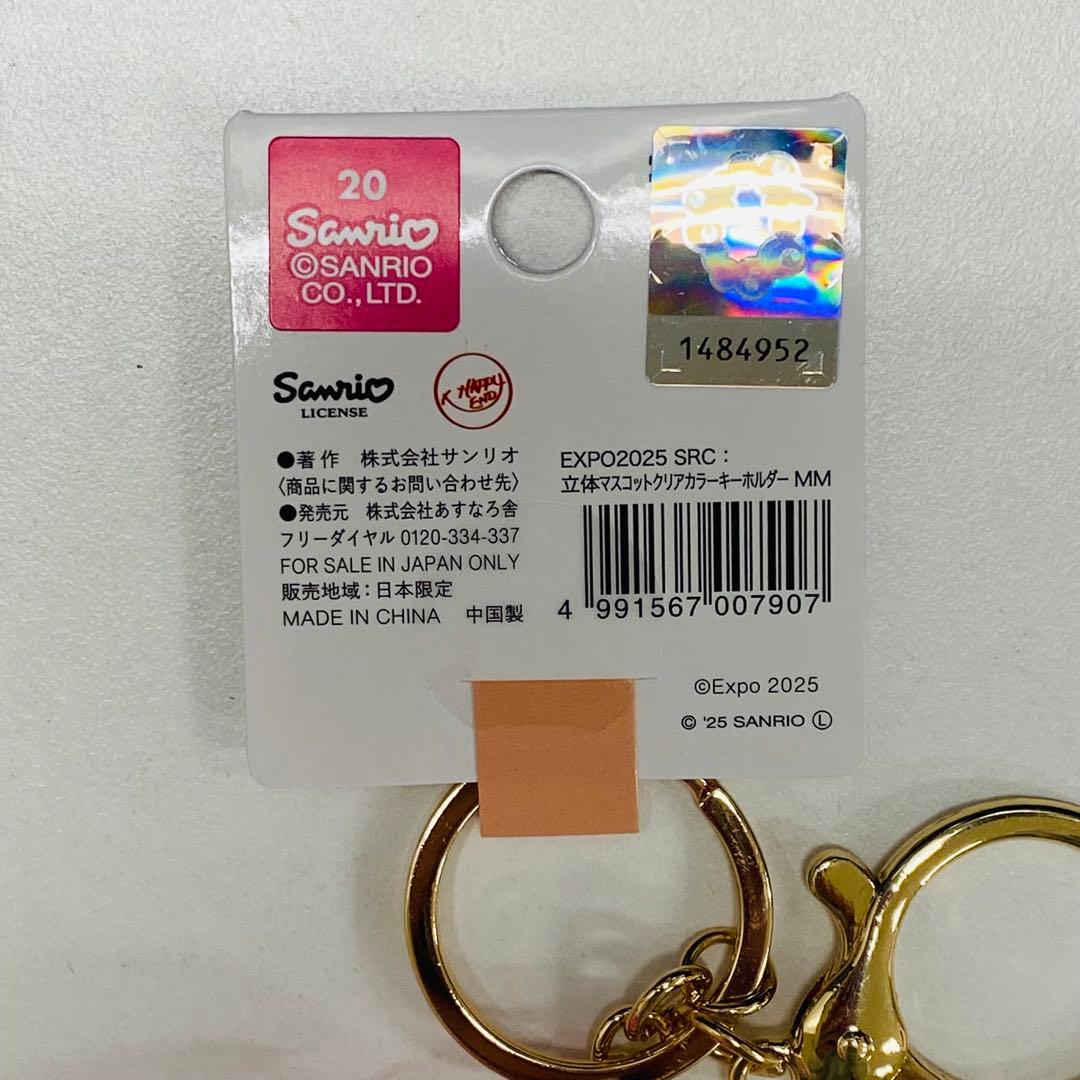 20
Sanrio
©SANRIO
CO.,LTD.
1484952
Sanrio
LICENSE
K HAPPY
END
●著作 株式会社サンリオ
〈商品に関するお問い合わせ先〉
●発売元 株式会社あすなろ舎
フリーダイヤル 0120-334-337
FOR SALE IN JAPAN ONLY
販売地域：日本限定
MADE IN CHINA 中国製
EXPO2025 SRC：
立体マスコットクリアカラーキーホルダー MM
4 991567 007907
©Expo 2025
© '25 SANRIO Ⓛ